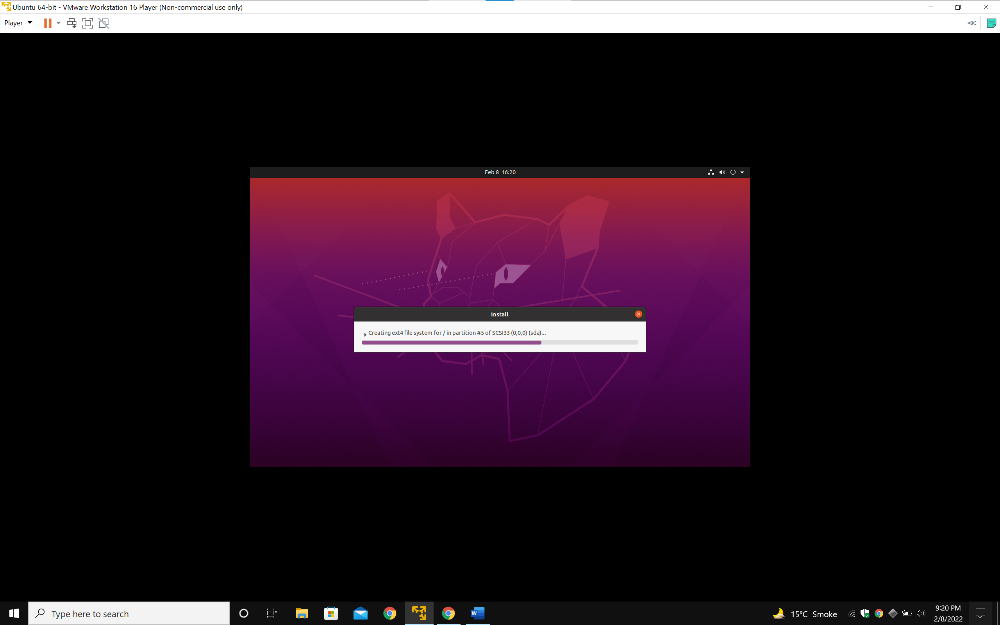 Ubuntu 64-bit - VMware Workstation 16 Player (Non-commercial use only)
Player
Feb 8 16:20
Install
Creating ext4 file system for / in partition #5 of SCSI33 (0,0,0) (sda)...
Type here to search
W
15°C Smoke
9:20 PM
2/8/2022